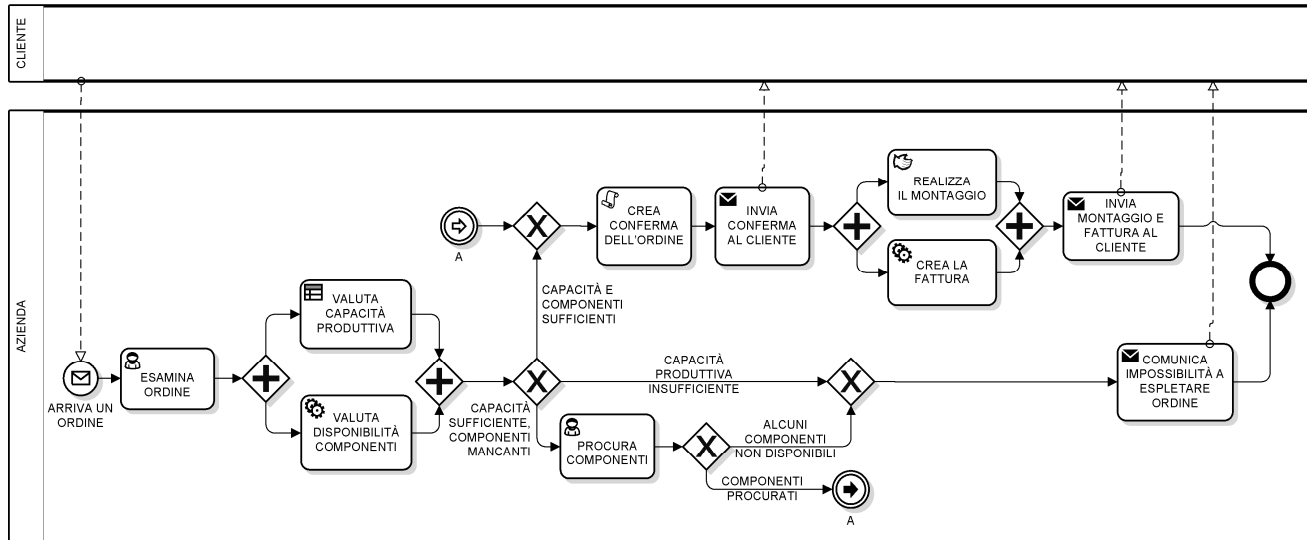 CLIENTE
AZIENDA
ARRIVA UN
ORDINE
ESAMINA
ORDINE
VALUTA
CAPACITÀ
PRODUTTIVA
VALUTA
DISPONIBILITÀ
COMPONENTI
A
CAPACITÀ E
COMPONENTI
SUFFICIENTI
CAPACITÀ
PRODUTTIVA
INSUFFICIENTE
CAPACITÀ
SUFFICIENTE,
COMPONENTI
MANCANTI
CREA
CONFERMA
DELL'ORDINE
INVIA
CONFERMA
AL CLIENTE
REALIZZA
IL MONTAGGIO
CREA LA
FATTURA
INVIA
MONTAGGIO E
FATTURA AL
CLIENTE
PROCURA
COMPONENTI
ALCUNI
COMPONENTI
NON DISPONIBILI
COMPONENTI
PROCURATI
A
COMUNICA
IMPOSSIBILITÀ A
ESPLETARE
ORDINE